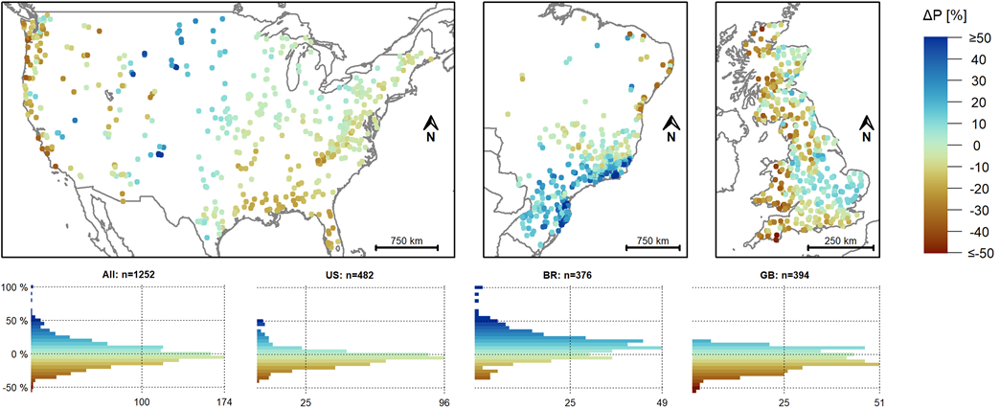 ΔP [%]
≥50
40
30
20
10
0
-10
-20
-30
-40
≤-50
N
750 km
N
750 km
N
250 km
All: n=1252
US: n=482
BR: n=376
GB: n=394
100 %
50 %
0 %
-50 %
100 174
25 96
25 49
25 51